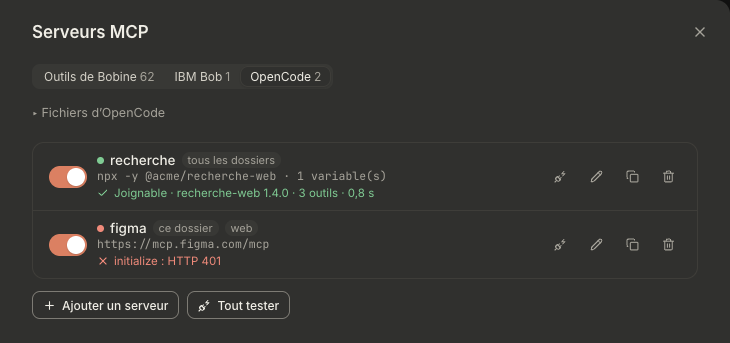 Serveurs MCP
Outils de Bobine 62 IBM Bob 1 OpenCode 2
Fichiers d’OpenCode
recherche tous les dossiers
npx -y @acme/recherche-web · 1 variable(s)
Joignable · recherche-web 1.4.0 · 3 outils · 0,8 s
figma ce dossier web
https://mcp.figma.com/mcp
initialize : HTTP 401
Ajouter un serveur Tout tester